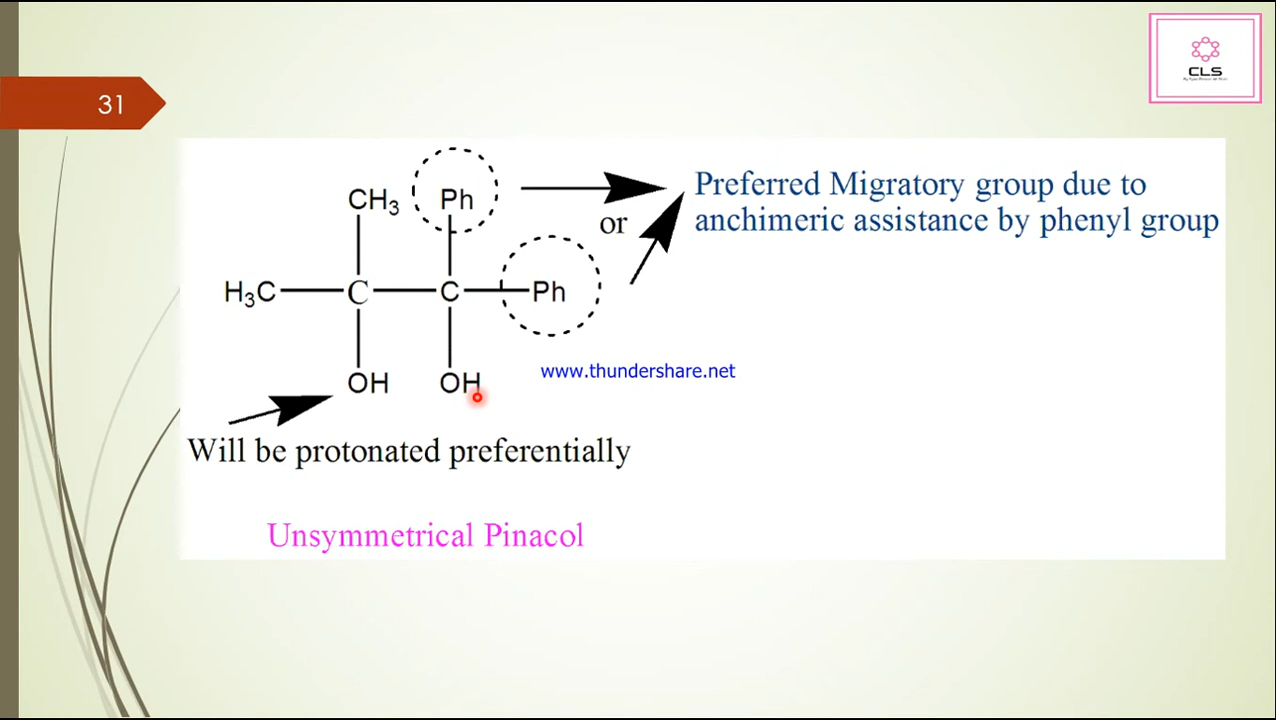 31
CLS
CH₃ Ph
H₃C C C Ph
OH OH
or
Preferred Migratory group due to
anchimeric assistance by phenyl group
www.thundershare.net
Will be protonated preferentially
Unsymmetrical Pinacol